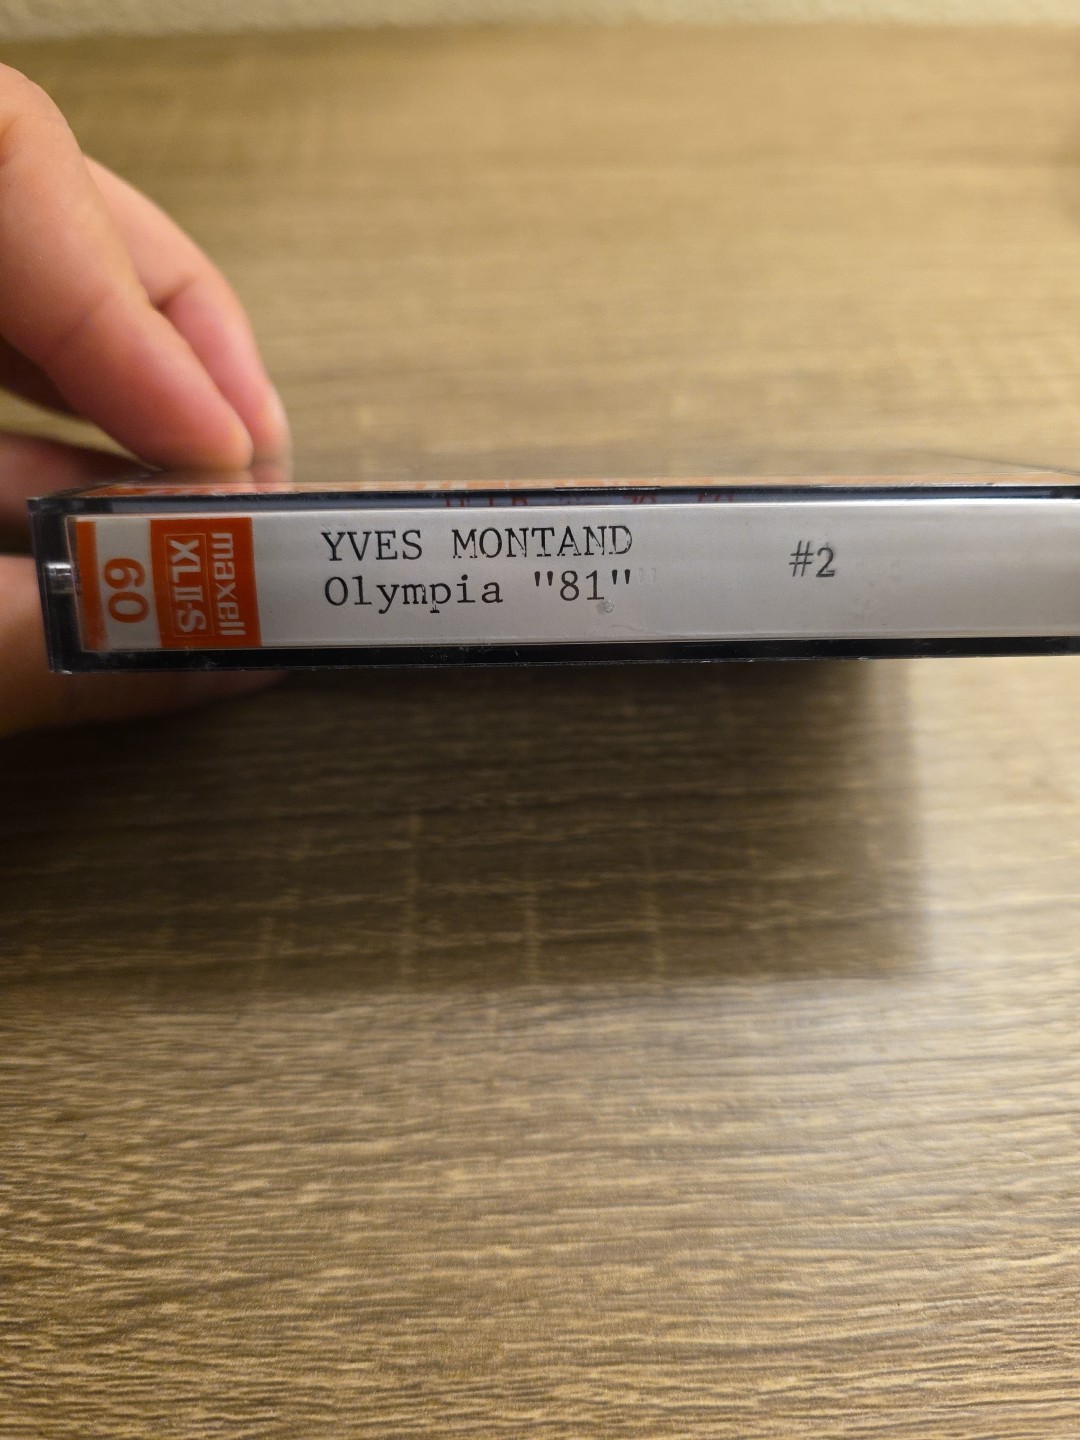 YVES MONTAND
Olympia "81"
#2
maxell
XLII-S
60